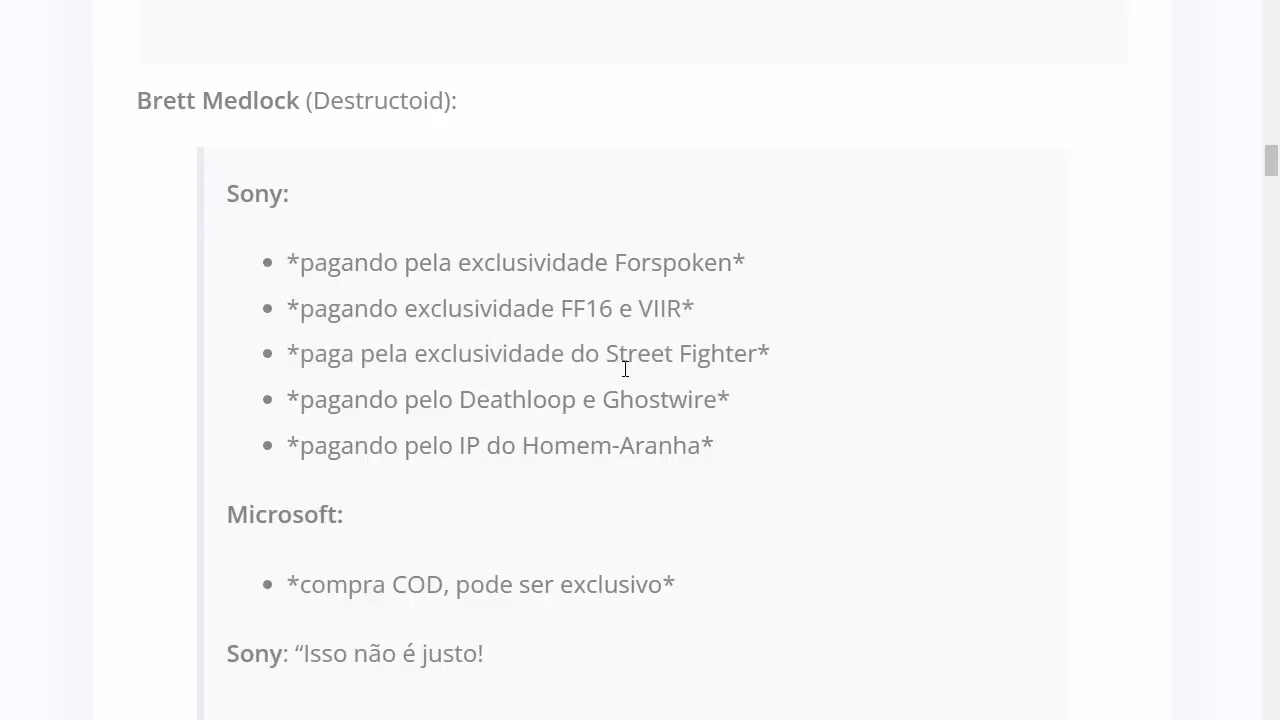 Brett Medlock (Destructoid):
Sony:
*pagando pela exclusividade Forspoken*
*pagando exclusividade FF16 e VIIR*
*paga pela exclusividade do Street Fighter*
*pagando pelo Deathloop e Ghostwire*
*pagando pelo IP do Homem-Aranha*
Microsoft:
*compra COD, pode ser exclusivo*
Sony: “Isso não é justo!